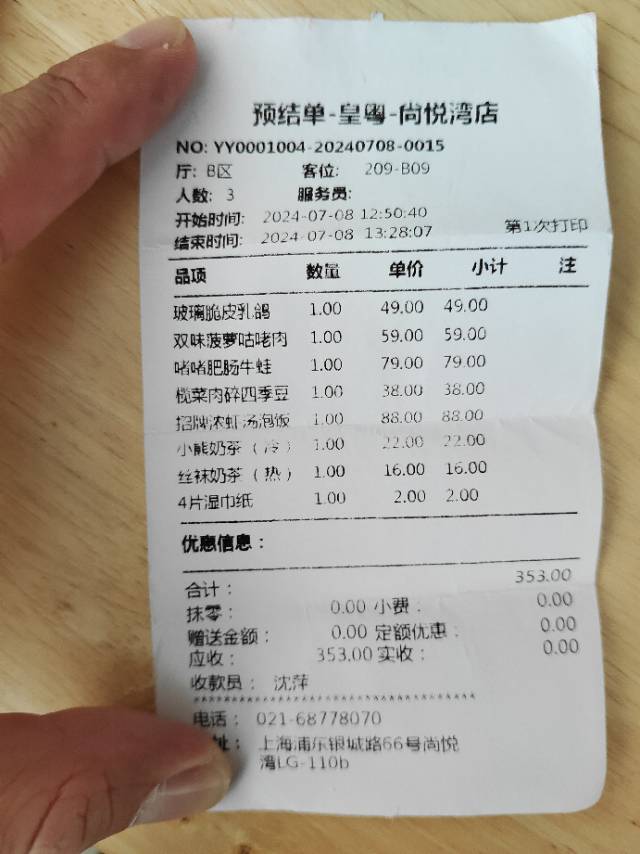 预结单-皇粤-尚悦湾店
NO: YY0001004-20240708-0015
厅: B区 客位: 209-B09
人数: 3 服务员:
开始时间: 2024-07-08 12:50:40
结束时间: 2024-07-08 13:28:07 第1次打印
品项 数量 单价 小计 注
玻璃脆皮乳鸽 1.00 49.00 49.00
双味菠萝咕咾肉 1.00 59.00 59.00
啫啫肥肠牛蛙 1.00 79.00 79.00
榄菜肉碎四季豆 1.00 38.00 38.00
招牌浓虾汤泡饭 1.00 88.00 88.00
小熊奶茶（冷） 1.00 22.00 22.00
丝袜奶茶（热） 1.00 16.00 16.00
4片湿巾纸 1.00 2.00 2.00
优惠信息：
合计： 353.00
抹零： 0.00 小费： 0.00
赠送金额： 0.00 定额优惠： 0.00
应收： 353.00 实收： 0.00
收款员： 沈萍
电话： 021-68778070
址： 上海浦东银城路66号尚悦
湾LG-110b